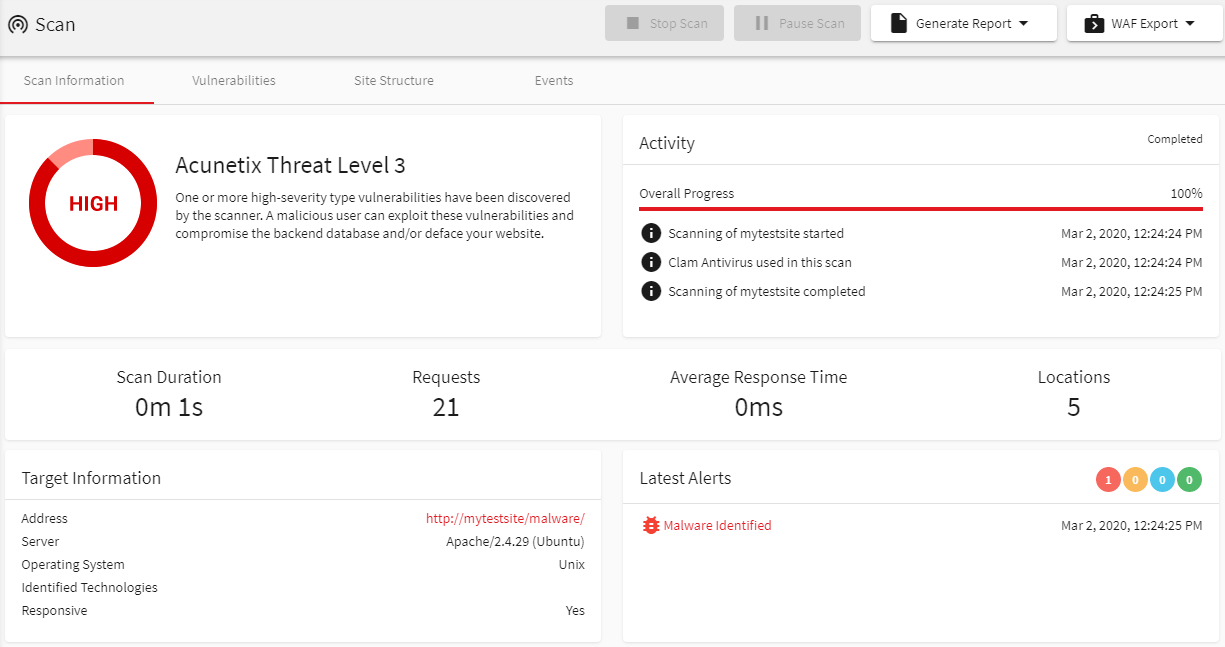 Scan
Stop Scan
Pause Scan
Generate Report
WAF Export
Scan Information
Vulnerabilities
Site Structure
Events
HIGH
Acunetix Threat Level 3
One or more high-severity type vulnerabilities have been discovered
by the scanner. A malicious user can exploit these vulnerabilities and
compromise the backend database and/or deface your website.
Activity
Completed
Overall Progress 100%
Scanning of mytestsite started Mar 2, 2020, 12:24:24 PM
Clam Antivirus used in this scan Mar 2, 2020, 12:24:24 PM
Scanning of mytestsite completed Mar 2, 2020, 12:24:25 PM
Scan Duration
0m 1s
Requests
21
Average Response Time
0ms
Locations
5
Target Information
Address http://mytestsite/malware/
Server Apache/2.4.29 (Ubuntu)
Operating System Unix
Identified Technologies
Responsive Yes
Latest Alerts 1 0 0 0
Malware Identified Mar 2, 2020, 12:24:25 PM